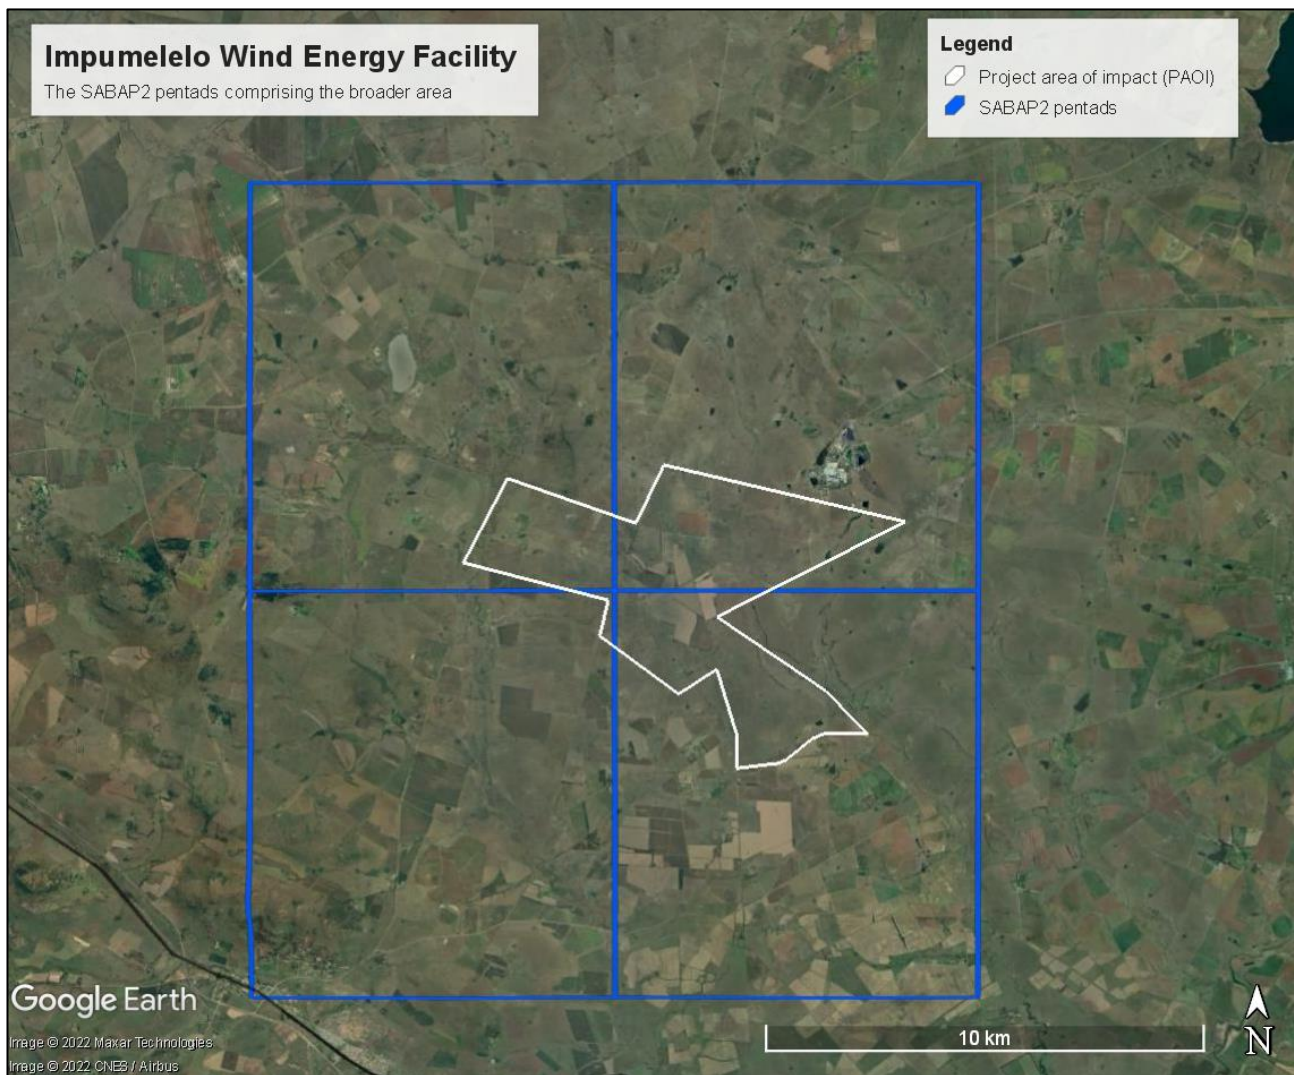 Impumelelo Wind Energy Facility
The SABAP2 pentads comprising the broader area
Legend
Project area of impact (PAOI)
SABAP2 pentads
Google Earth
Image © 2022 Maxar Technologies
Image © 2022 CNES / Airbus
10 km
N